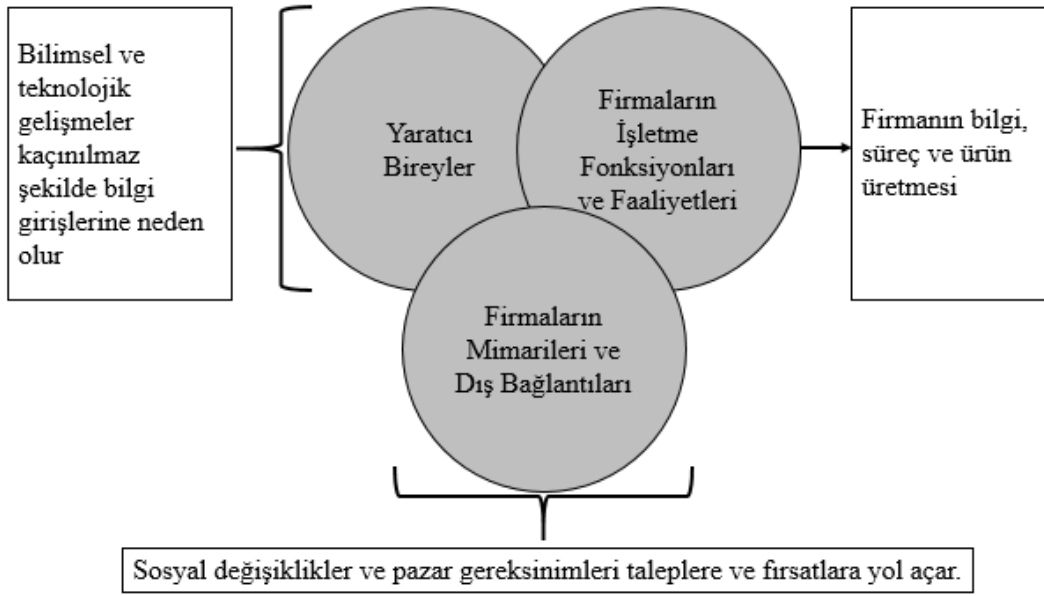 Bilimsel ve
teknolojik
gelişmeler
kaçınılmaz
şekilde bilgi
girişlerine neden
olur
Yaratıcı
Bireyler
Firmaların
İşletme
Fonksiyonları
ve Faaliyetleri
Firmanın bilgi,
süreç ve ürün
üretmesi
Firmaların
Mimarileri ve
Dış Bağlantıları
Sosyal değişiklikler ve pazar gereksinimleri taleplere ve fırsatlara yol açar.